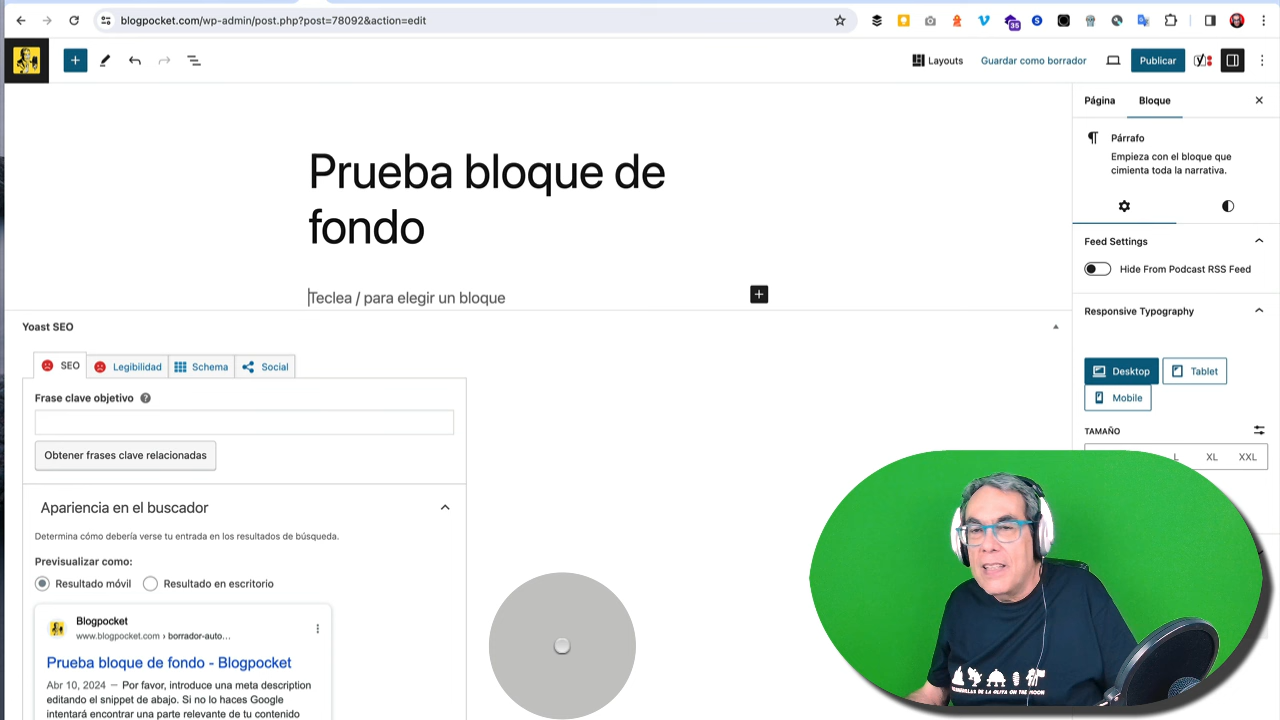 blogpocket.com/wp-admin/post.php?post=78092&action=edit
35
Layouts
Guardar como borrador
Publicar
Prueba bloque de
fondo
Teclea / para elegir un bloque
Yoast SEO
SEO
Legibilidad
Schema
Social
Frase clave objetivo
Obtener frases clave relacionadas
Apariencia en el buscador
Determina cómo debería verse tu entrada en los resultados de búsqueda.
Previsualizar como:
Resultado móvil
Resultado en escritorio
Blogpocket
www.blogpocket.com › borrador-auto...
Prueba bloque de fondo - Blogpocket
Abr 10, 2024 – Por favor, introduce una meta description
editando el snippet de abajo. Si no lo haces Google
intentará encontrar una parte relevante de tu contenido
Página
Bloque
Párrafo
Empieza con el bloque que
cimienta toda la narrativa.
Feed Settings
Hide From Podcast RSS Feed
Responsive Typography
Desktop
Tablet
Mobile
TAMAÑO
L
XL
XXL